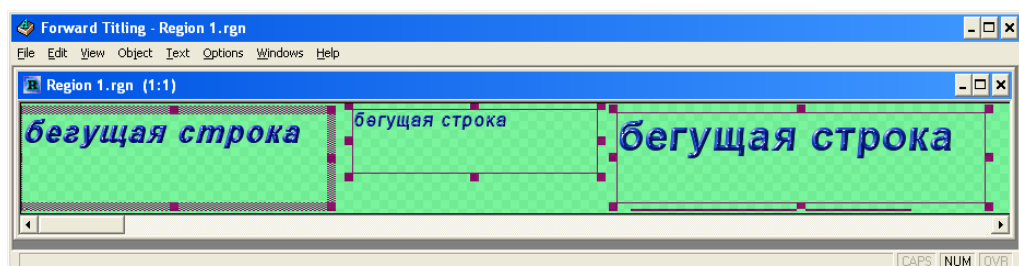 Forward Titling - Region 1.rgn
File Edit View Object Text Options Windows Help
Region 1.rgn (1:1)
бегущая строка
бегущая строка
бегущая строка
CAPS NUM OVR